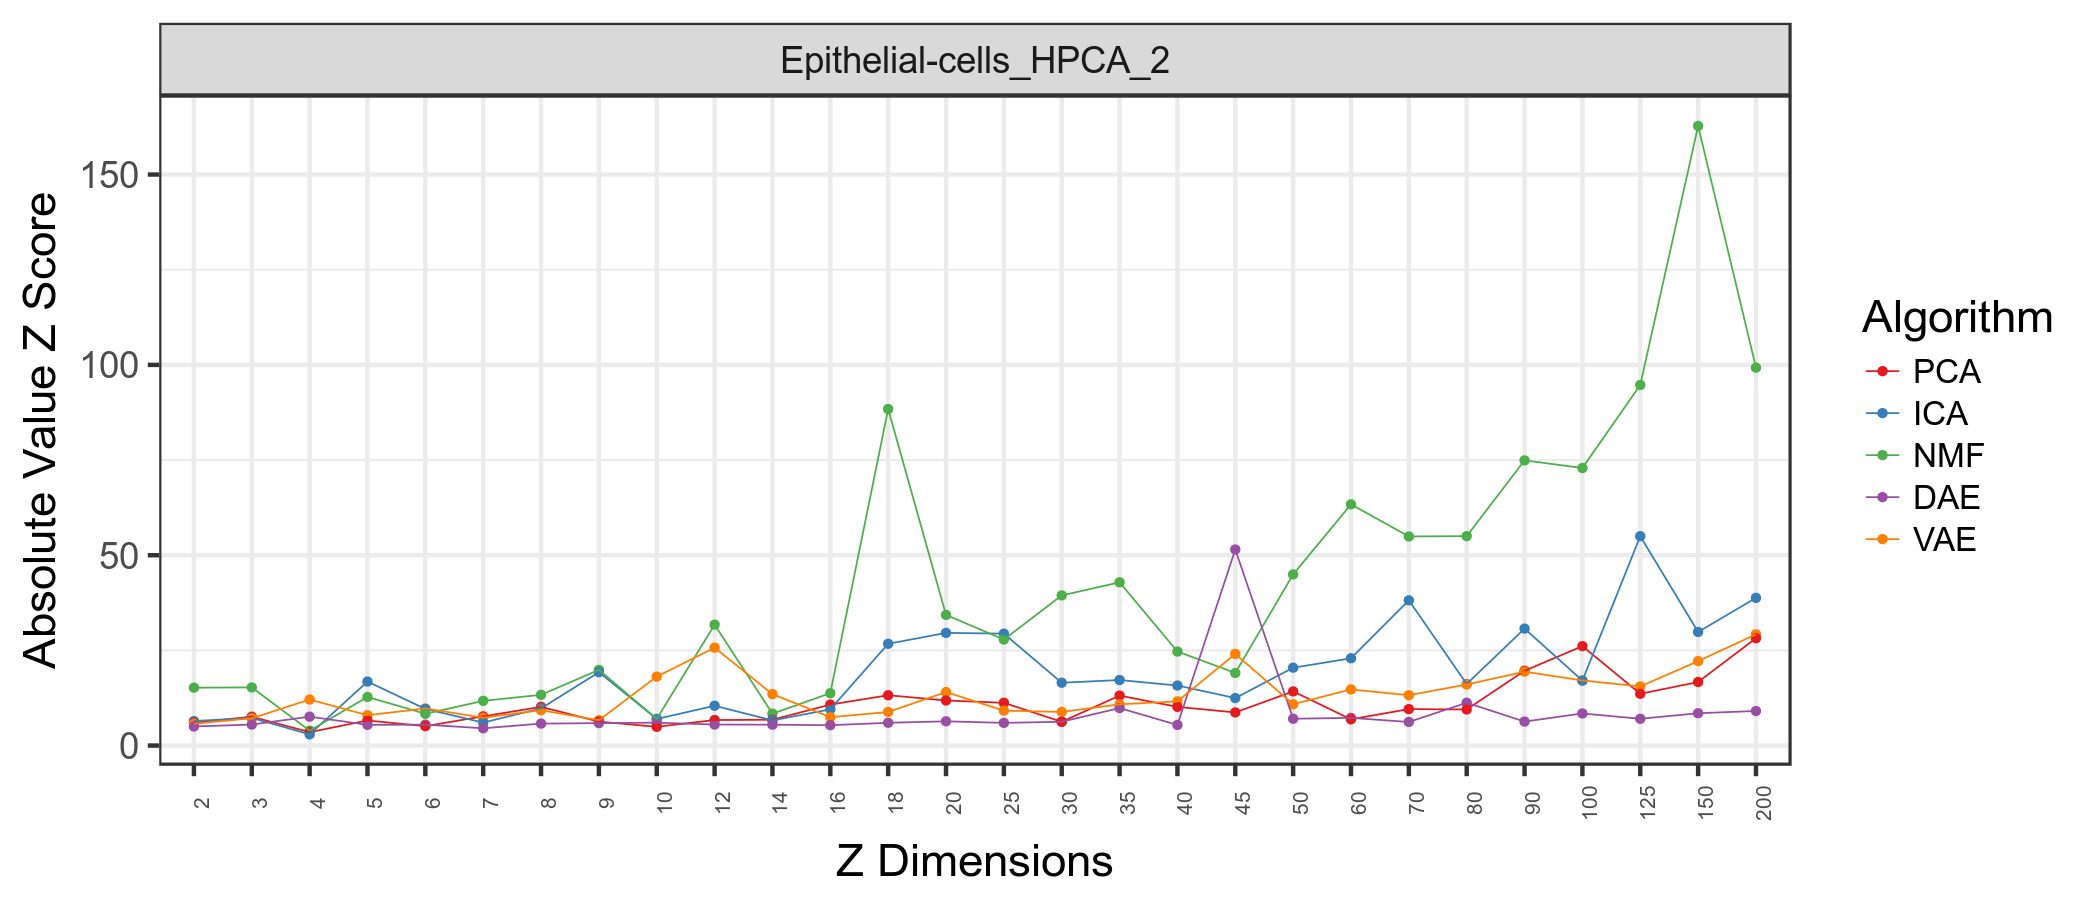 Epithelial-cells_HPCA_2
Absolute Value Z Score
150
100
50
0
2 3 4 5 6 7 8 9 10 12 14 16 18 20 25 30 35 40 45 50 60 70 80 90 100 125 150 200
Z Dimensions
Algorithm
PCA
ICA
NMF
DAE
VAE